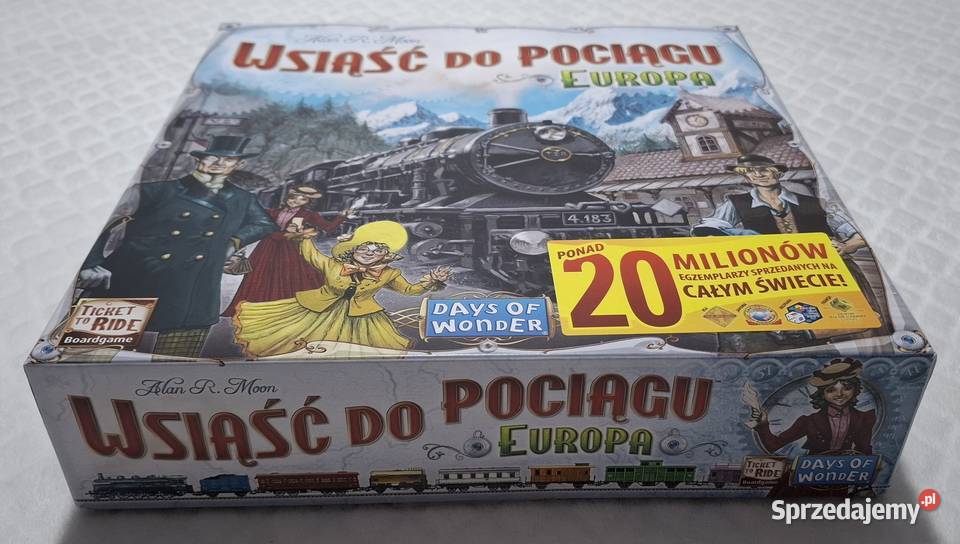 Alan R. Moon
WSIĄŚĆ DO POCIĄGU
EUROPA
4.183
PONAD
20
MILIONÓW
EGZEMPLARZY SPRZEDANYCH NA
CAŁYM ŚWIECIE!
TICKET
TO RIDE
Boardgame
DAYS OF
WONDER
Alan R. Moon
WSIĄŚĆ DO POCIĄGU
EUROPA
TICKET
TO RIDE
Boardgame
DAYS OF
WONDER
Sprzedajemy.pl